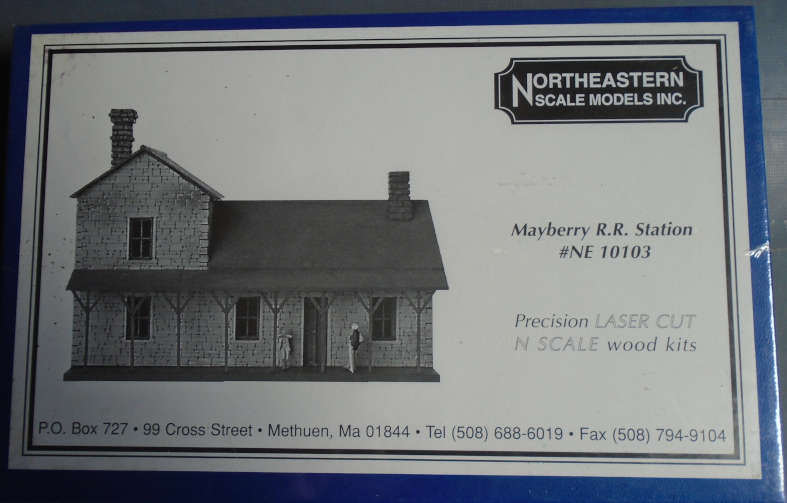 NORTHEASTERN
SCALE MODELS INC.
Mayberry R.R. Station
#NE 10103
Precision LASER CUT
N SCALE wood kits
P.O. Box 727 • 99 Cross Street • Methuen, Ma 01844 • Tel (508) 688-6019 • Fax (508) 794-9104